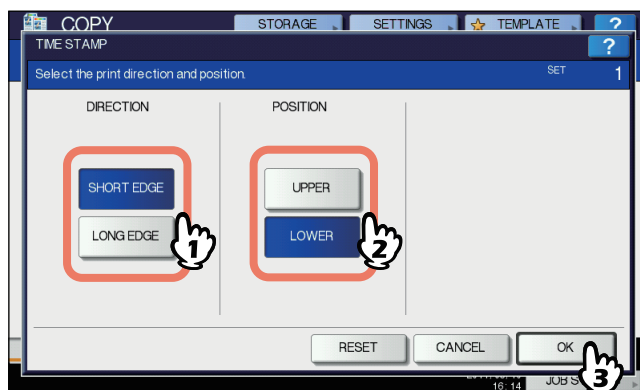 COPY STORAGE SETTINGS TEMPLATE ?
TIME STAMP ?
Select the print direction and position. SET 1
DIRECTION POSITION
SHORT EDGE UPPER
LONG EDGE 1 LOWER 2
RESET CANCEL OK
3
16:14 JOB S